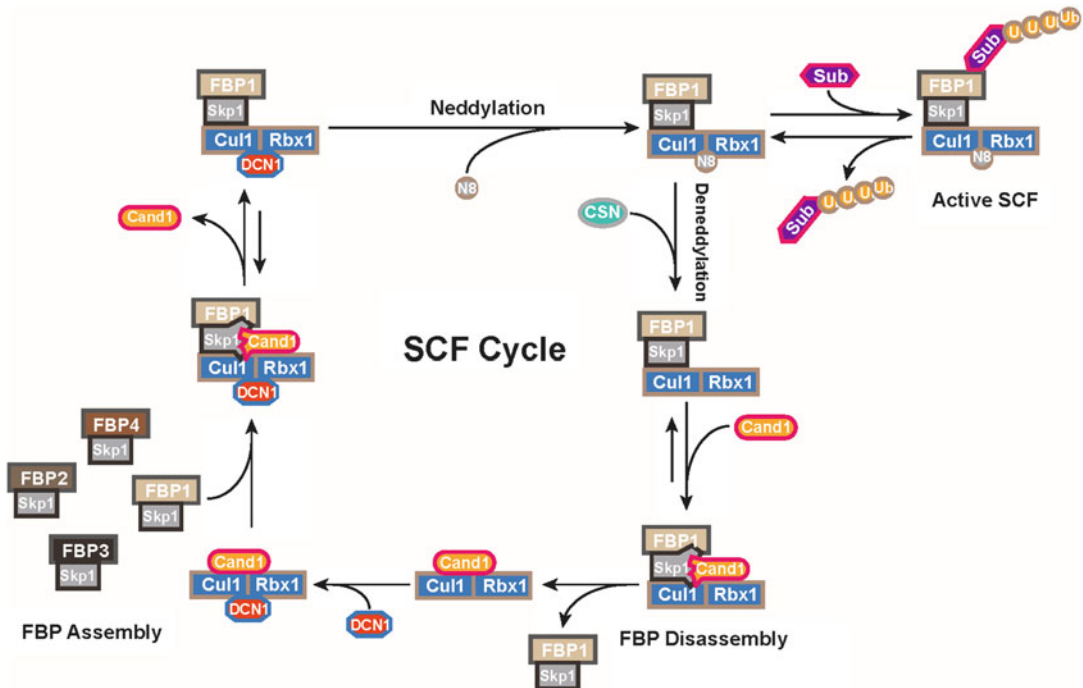 Sub
U U U Ub
FBP1
Skp1
Cul1 Rbx1
N8
Active SCF
FBP1
Skp1
Cul1 Rbx1
DCN1
Neddylation
N8
FBP1
Skp1
Cul1 Rbx1
N8
Sub
Sub
U U U Ub
Deneddylation
CSN
Cand1
FBP1
Skp1
Cand1
Cul1 Rbx1
DCN1
SCF Cycle
FBP1
Skp1
Cul1 Rbx1
Cand1
FBP4
Skp1
FBP2
Skp1
FBP1
Skp1
FBP3
Skp1
FBP Assembly
Cand1
Cul1 Rbx1
DCN1
DCN1
Cand1
Cul1 Rbx1
FBP1
Skp1
FBP1
Skp1
Cand1
Cul1 Rbx1
FBP Disassembly